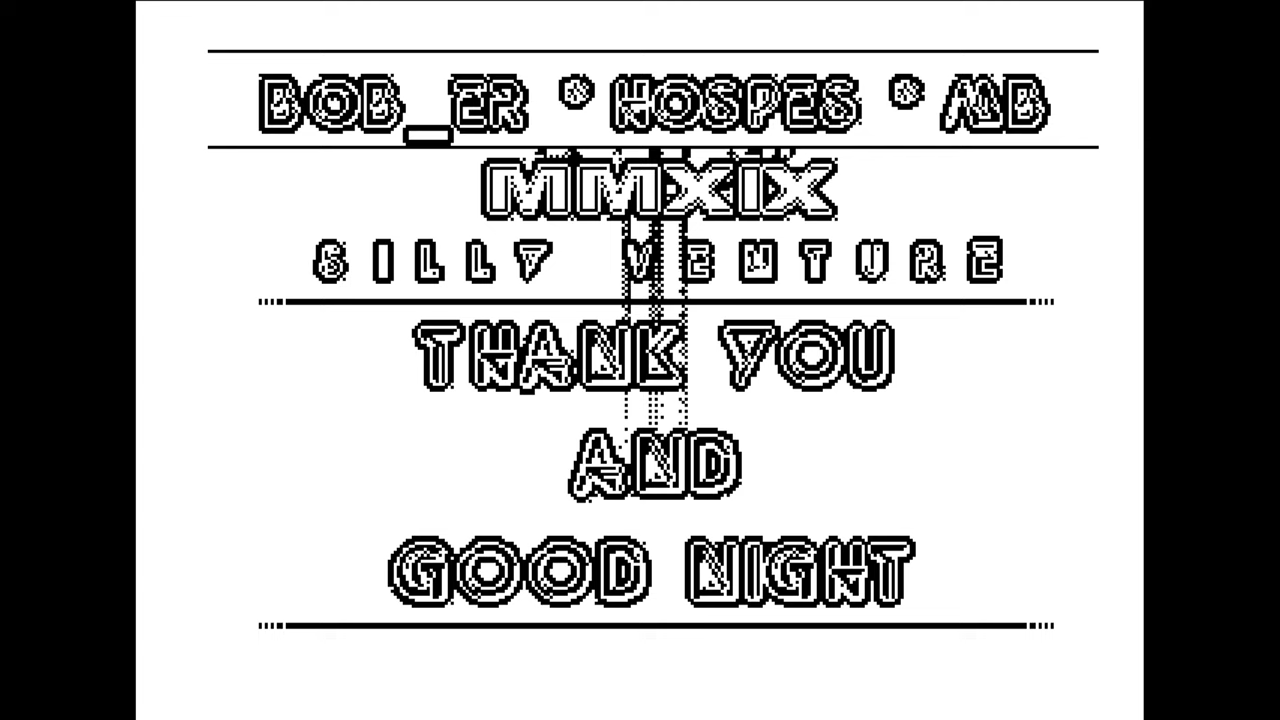 BOB_ER * HOSPES * MB
MMXIX
SILLY VENTURE
THANK YOU
AND
GOOD NIGHT